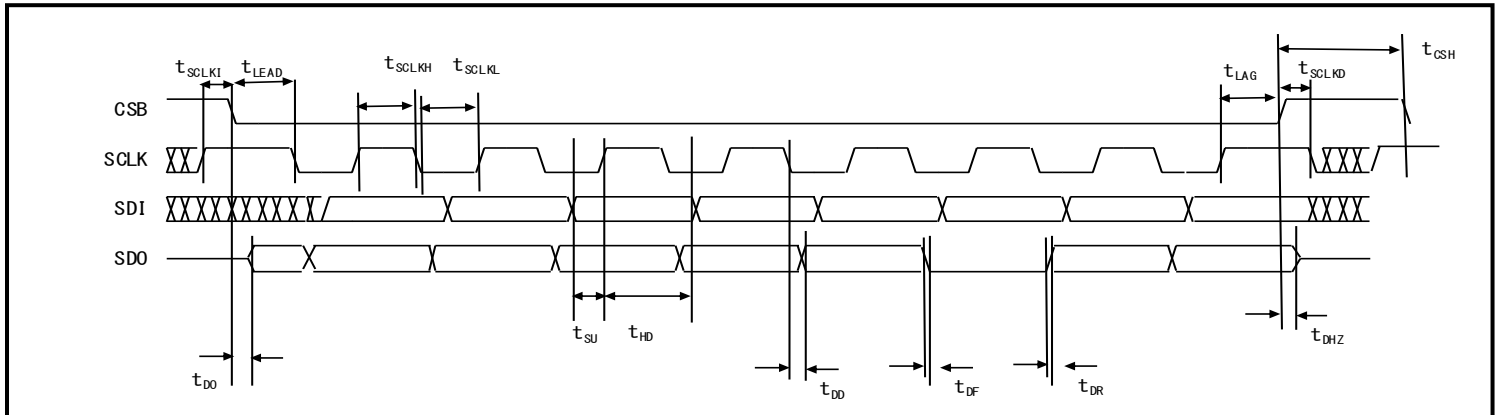 tCSH
tSCLKI tLEAD tSCLKH tSCLKL tLAG tSCLKD
CSB
SCLK
SDI
SDO
tSU tHD tDHZ
tDO tDD tDF tDR